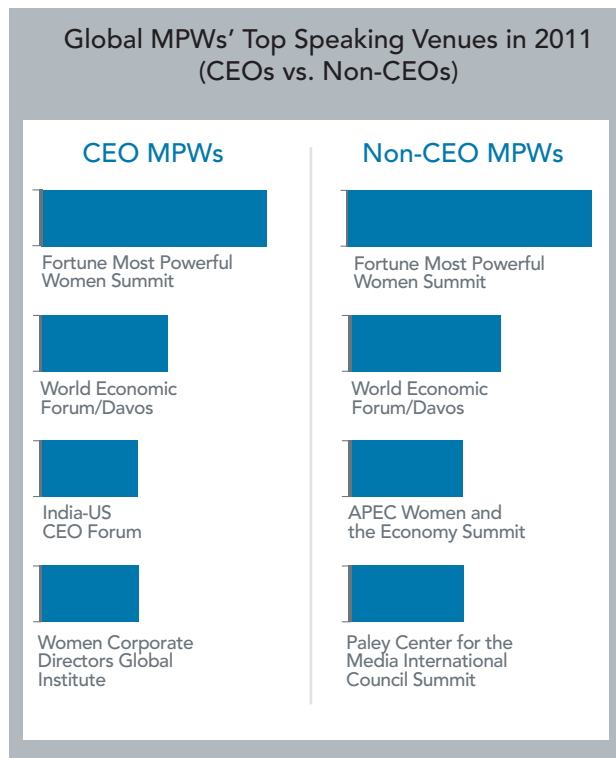 Global MPWs’ Top Speaking Venues in 2011
(CEOs vs. Non-CEOs)
CEO MPWs
Fortune Most Powerful
Women Summit
World Economic
Forum/Davos
India-US
CEO Forum
Women Corporate
Directors Global
Institute
Non-CEO MPWs
Fortune Most Powerful
Women Summit
World Economic
Forum/Davos
APEC Women and
the Economy Summit
Paley Center for the
Media International
Council Summit